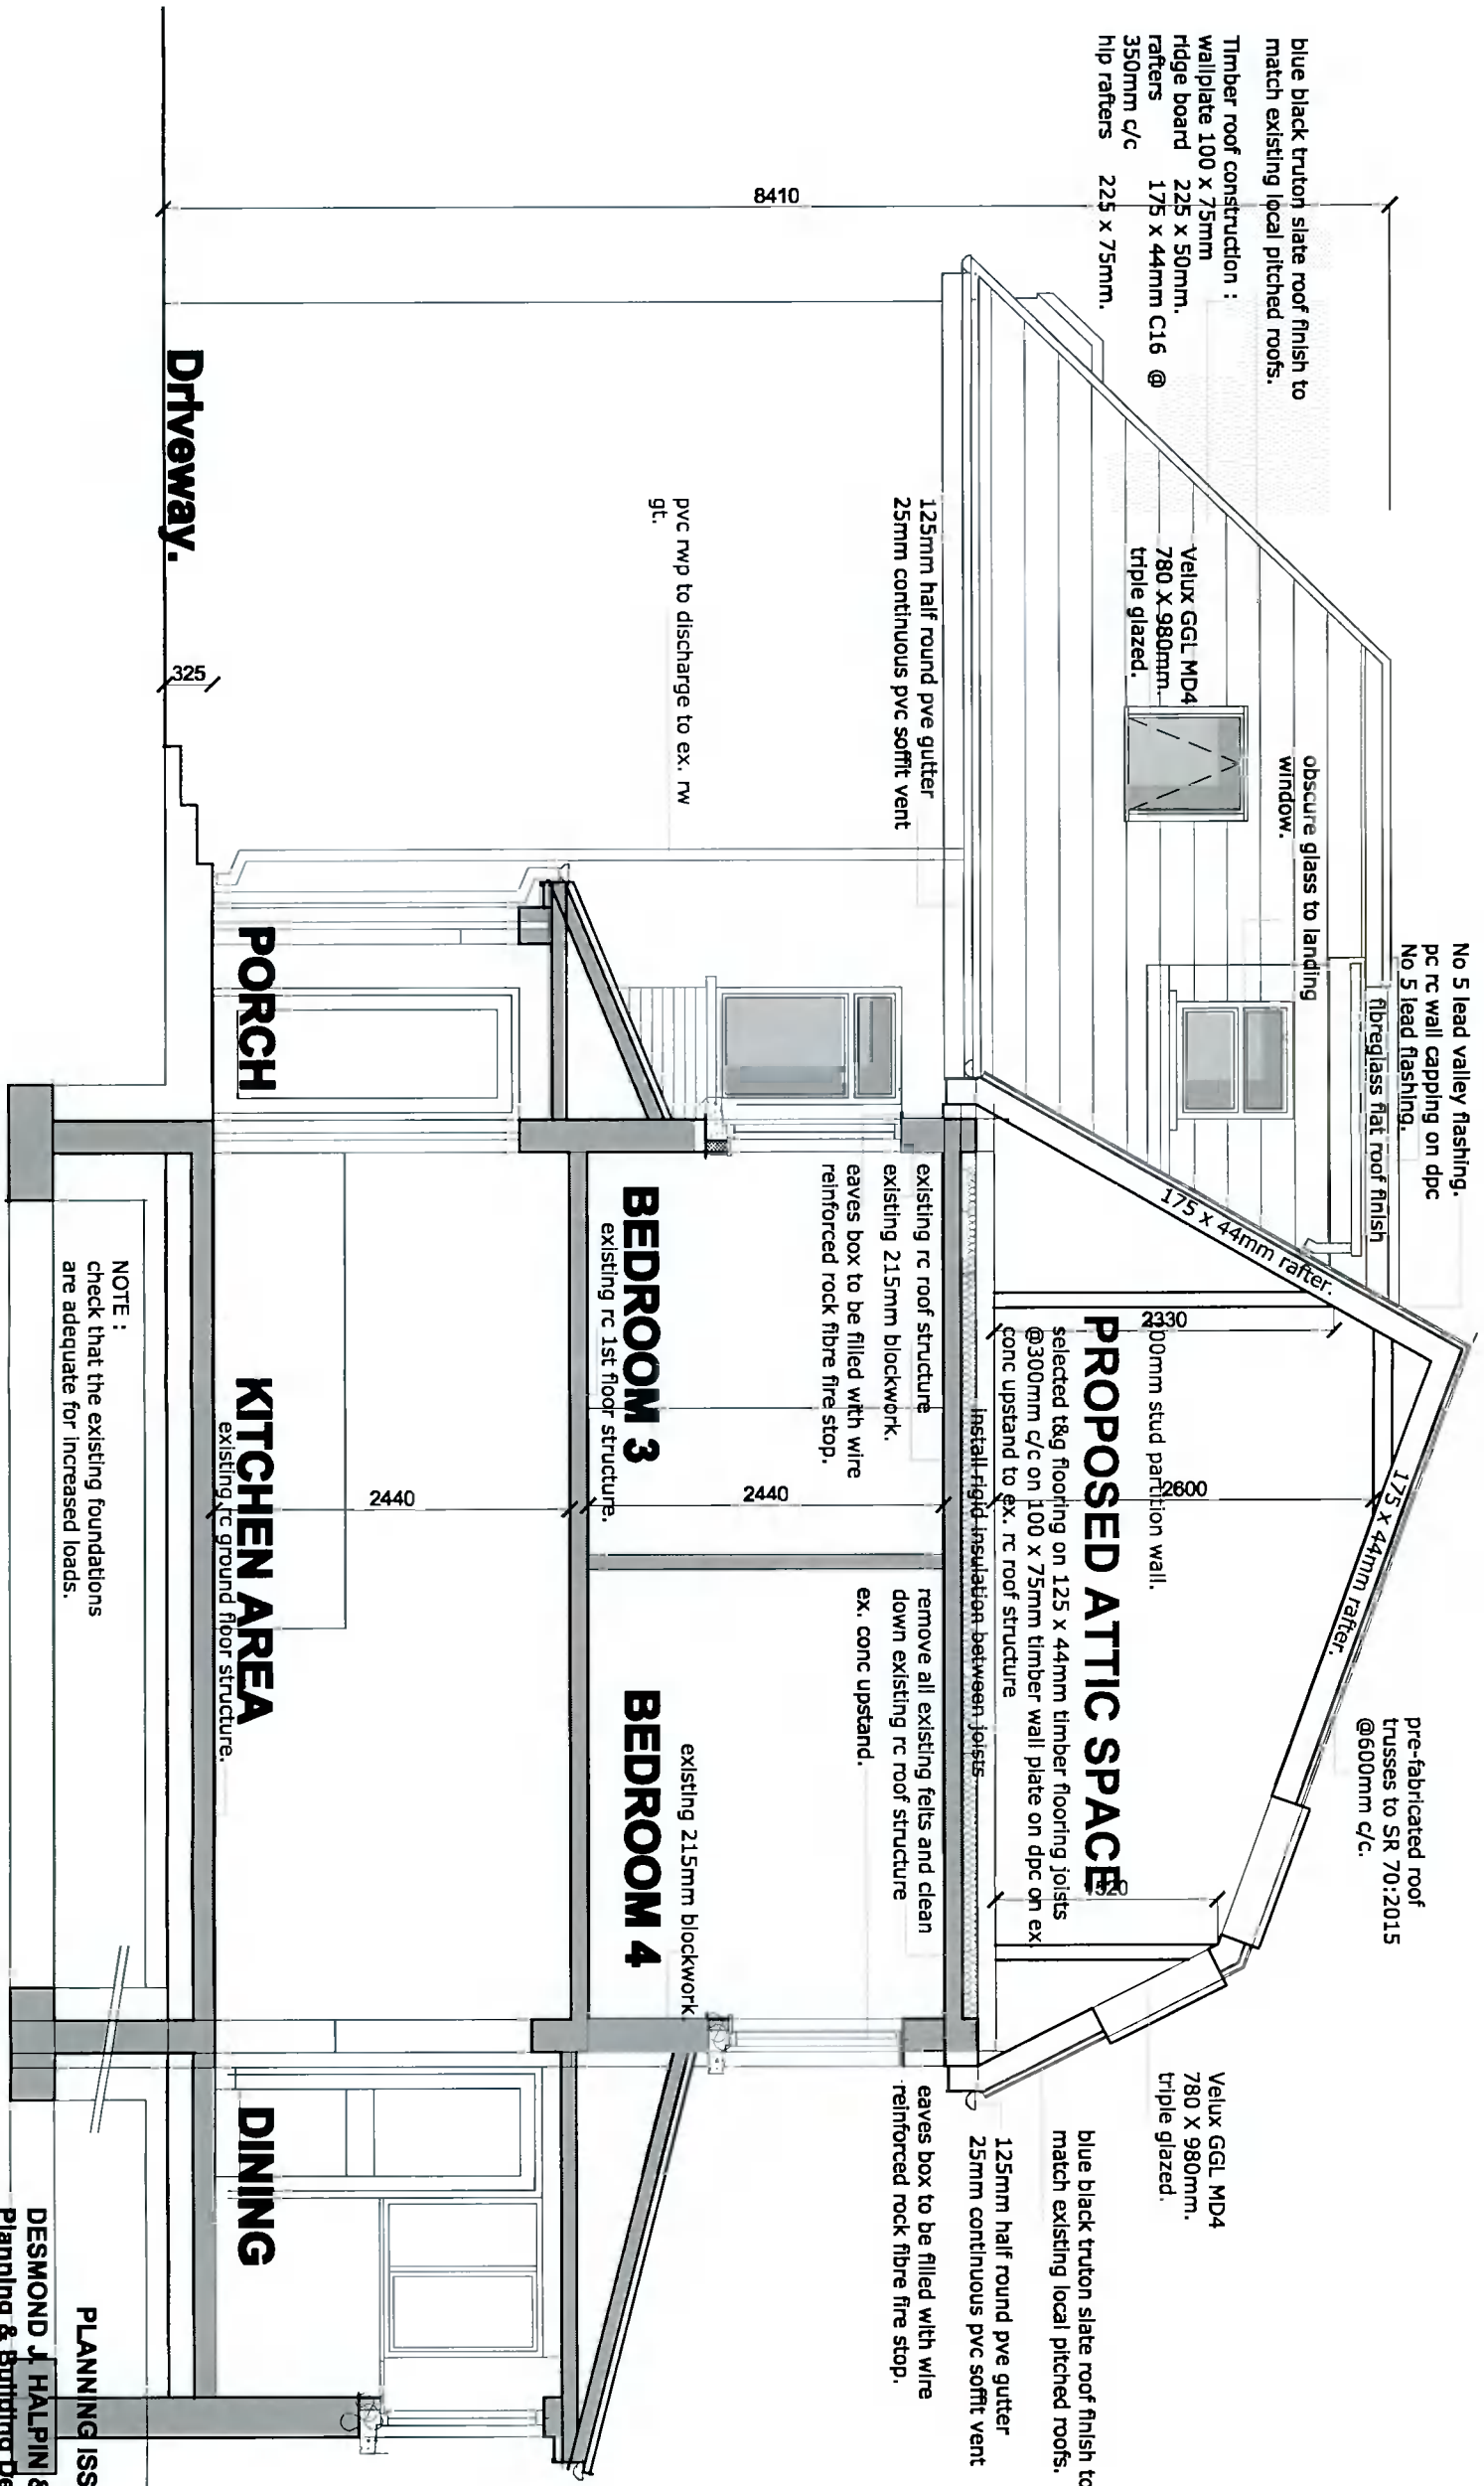 blue black truton slate roof finish to
match existing local pitched roofs.
Timber roof construction :
wallplate 100 x 75mm
ridge board 225 x 50mm.
rafters 175 x 44mm C16 @
350mm c/c
hip rafters 225 x 75mm.
8410
Velux GGL MD4
780 X 980mm.
triple glazed.
obscure glass to landing
window.
No 5 lead valley flashing.
pc rc wall capping on dpc
No 5 lead flashing.
fibreglass flat roof finish
175 x 44mm rafter.
175 x 44mm rafter.
pre-fabricated roof
trusses to SR 70:2015
@600mm c/c.
2330
00mm stud partition wall.
2600
PROPOSED ATTIC SPACE
1520
selected t&g flooring on 125 x 44mm timber flooring joists
@300mm c/c on 100 x 75mm timber wall plate on dpc on ex
conc upstand to ex. rc roof structure
install rigid insulation between joists
Velux GGL MD4
780 X 980mm.
triple glazed.
blue black truton slate roof finish to
match existing local pitched roofs.
125mm half round pve gutter
25mm continuous pvc soffit vent
eaves box to be filled with wire
reinforced rock fibre fire stop.
125mm half round pve gutter
25mm continuous pvc soffit vent
pvc rwp to discharge to ex. rw
gt.
existing rc roof structure
existing 215mm blockwork.
eaves box to be filled with wire
reinforced rock fibre fire stop.
BEDROOM 3
existing rc 1st floor structure.
2440
remove all existing felts and clean
down existing rc roof structure
ex. conc upstand.
existing 215mm blockwork
BEDROOM 4
Driveway.
325
PORCH
KITCHEN AREA
existing rc ground floor structure.
2440
DINING
NOTE :
check that the existing foundations
are adequate for increased loads.
PLANNING ISS
DESMOND J. HALPIN &
Planning & Building De